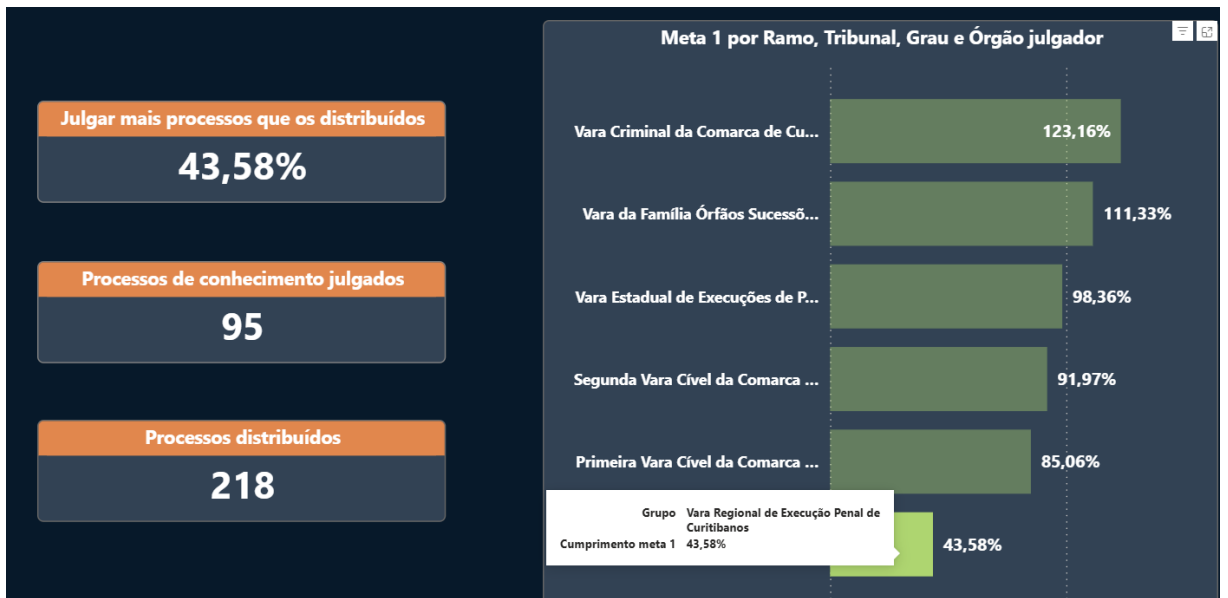 Julgar mais processos que os distribuídos
43,58%
Processos de conhecimento julgados
95
Processos distribuídos
218
Meta 1 por Ramo, Tribunal, Grau e Órgão julgador
Vara Criminal da Comarca de Cu...
123,16%
Vara da Família Órfãos Sucessõ...
111,33%
Vara Estadual de Execuções de P...
98,36%
Segunda Vara Cível da Comarca ...
91,97%
Primeira Vara Cível da Comarca ...
85,06%
Grupo Vara Regional de Execução Penal de
Curitibanos
Cumprimento meta 1 43,58%
43,58%